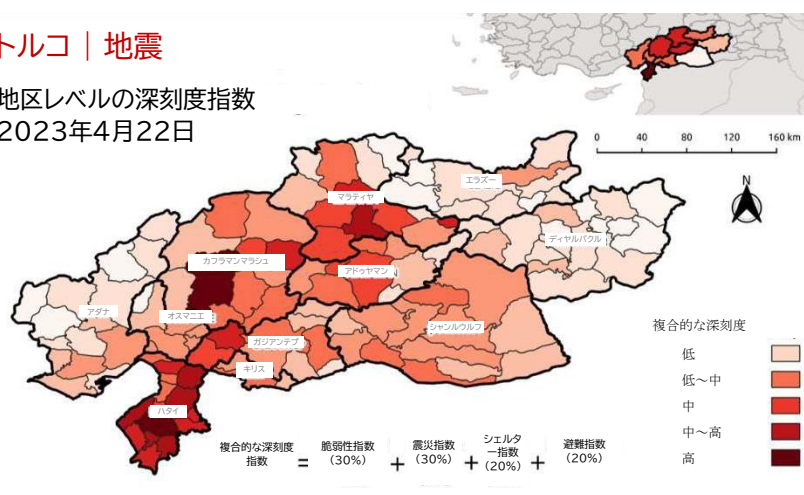 トルコ | 地震
地区レベルの深刻度指数
2023年4月22日
0 40 80 120 160 km
N
エラズー
マラティヤ
ディヤルバクル
カフラマンマラシュ
アドゥヤマン
アダナ
オスマニエ
シャンルウルフ
ガジアンテプ
キリス
ハタイ
複合的な深刻度
低
低~中
中
中~高
高
複合的な深刻度
指数
=
脆弱性指数
(30%)
+
震災指数
(30%)
+
シェルタ
ー指数
(20%)
+
避難指数
(20%)